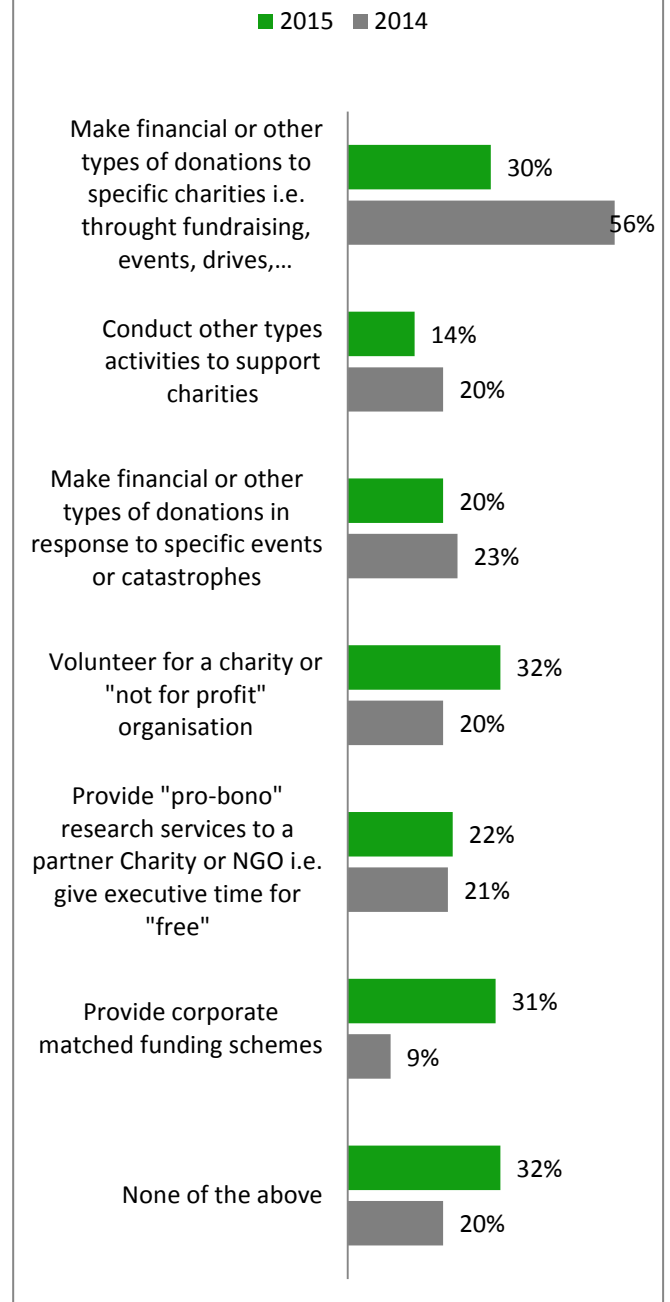 2015 2014
Make financial or other
types of donations to
specific charities i.e.
throught fundraising,
events, drives,...
30%
56%
Conduct other types
activities to support
charities
14%
20%
Make financial or other
types of donations in
response to specific events
or catastrophes
20%
23%
Volunteer for a charity or
"not for profit"
organisation
32%
20%
Provide "pro-bono"
research services to a
partner Charity or NGO i.e.
give executive time for
"free"
22%
21%
Provide corporate
matched funding schemes
31%
9%
None of the above
32%
20%